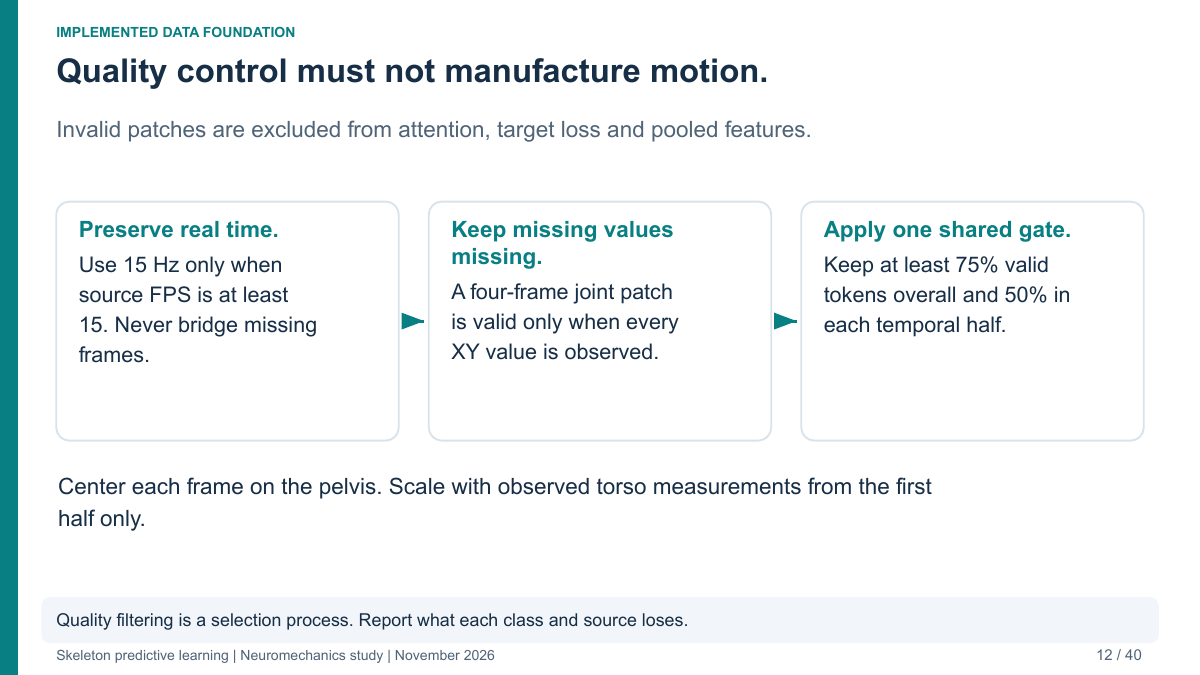 IMPLEMENTED DATA FOUNDATION
Quality control must not manufacture motion.
Invalid patches are excluded from attention, target loss and pooled features.
Preserve real time.
Use 15 Hz only when
source FPS is at least
15. Never bridge missing
frames.
Keep missing values
missing.
A four-frame joint patch
is valid only when every
XY value is observed.
Apply one shared gate.
Keep at least 75% valid
tokens overall and 50% in
each temporal half.
Center each frame on the pelvis. Scale with observed torso measurements from the first
half only.
Quality filtering is a selection process. Report what each class and source loses.
Skeleton predictive learning | Neuromechanics study | November 2026
12 / 40